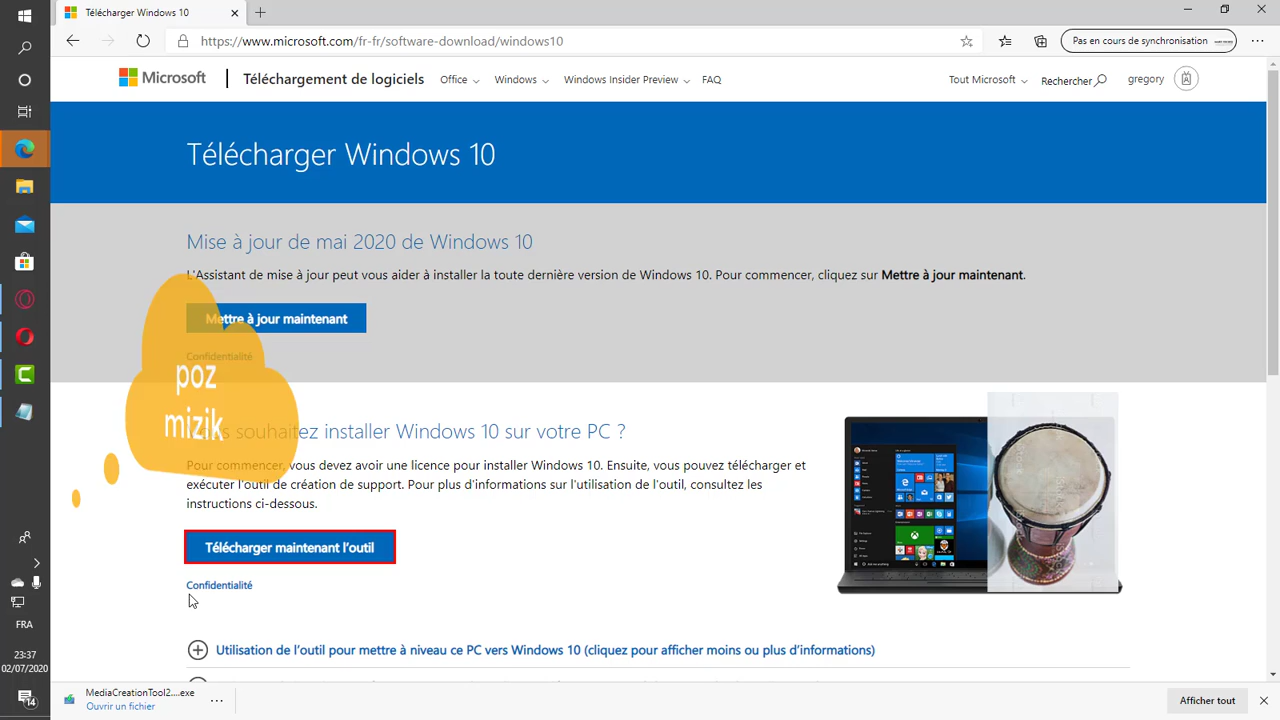 Télécharger Windows 10
https://www.microsoft.com/fr-fr/software-download/windows10
Pas en cours de synchronisation
Microsoft
Téléchargement de logiciels
Office
Windows
Windows Insider Preview
FAQ
Tout Microsoft
Rechercher
gregory
Télécharger Windows 10
Mise à jour de mai 2020 de Windows 10
L'Assistant de mise à jour peut vous aider à installer la toute dernière version de Windows 10. Pour commencer, cliquez sur Mettre à jour maintenant.
Mettre à jour maintenant
Confidentialité
poz
mizik
souhaitez installer Windows 10 sur votre PC ?
Pour commencer, vous devez avoir une licence pour installer Windows 10. Ensuite, vous pouvez télécharger et
exécuter l'outil de création de support. Pour plus d'informations sur l'utilisation de l'outil, consultez les
instructions ci-dessous.
Télécharger maintenant l'outil
Confidentialité
Utilisation de l'outil pour mettre à niveau ce PC vers Windows 10 (cliquez pour afficher moins ou plus d'informations)
FRA
23:37
02/07/2020
14
MediaCreationTool2....exe
Ouvrir un fichier
Afficher tout